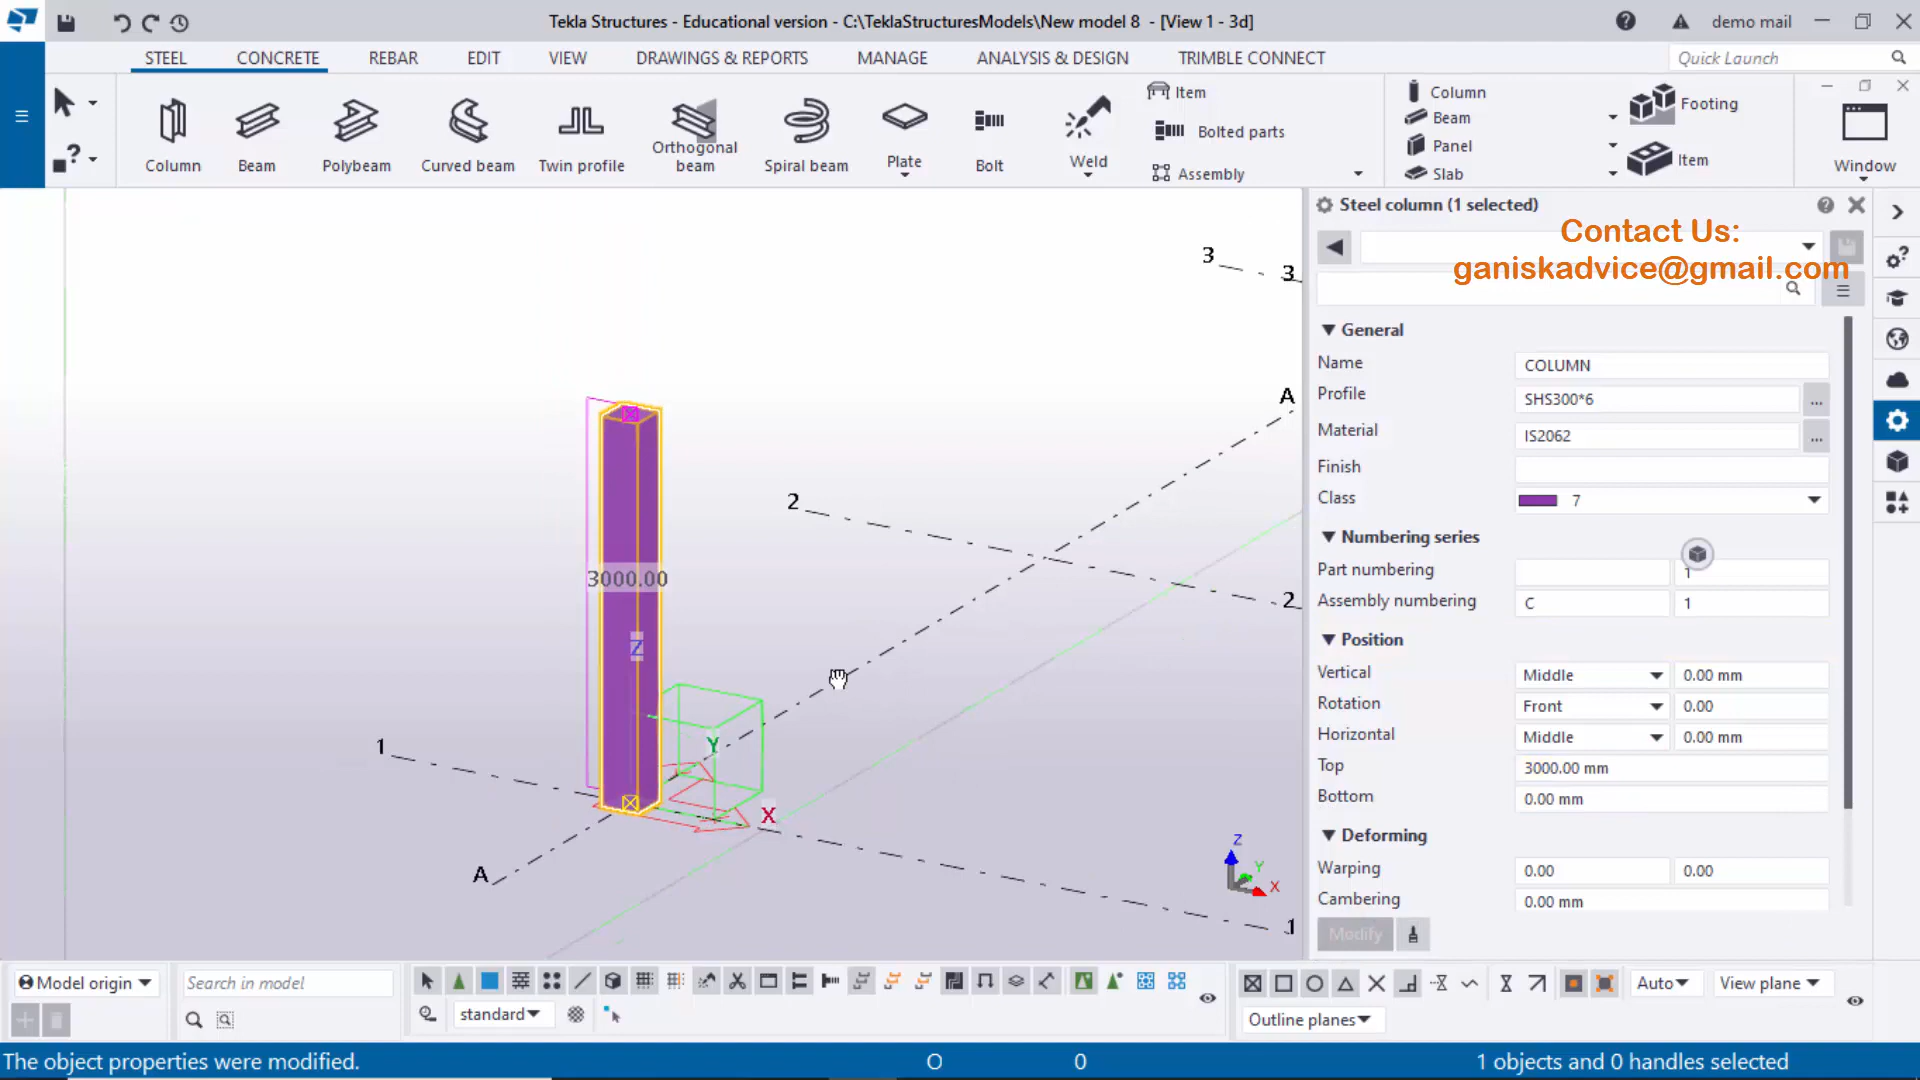 Tekla Structures - Educational version - C:\TeklaStructuresModels\New model 8 - [View 1 - 3d]
demo mail
STEEL CONCRETE REBAR EDIT VIEW DRAWINGS & REPORTS MANAGE ANALYSIS & DESIGN TRIMBLE CONNECT
Quick Launch
Column
Beam
Polybeam
Curved beam
Twin profile
Orthogonal
beam
Spiral beam
Plate
Bolt
Weld
Item
Bolted parts
Assembly
Column
Beam
Panel
Slab
Footing
Item
Window
Steel column (1 selected)
Contact Us:
ganiskadvice@gmail.com
General
Name COLUMN
Profile SHS300*6 ...
Material IS2062 ...
Finish
Class 7
Numbering series
Part numbering 1
Assembly numbering C 1
Position
Vertical Middle 0.00 mm
Rotation Front 0.00
Horizontal Middle 0.00 mm
Top 3000.00 mm
Bottom 0.00 mm
Deforming
Warping 0.00 0.00
Cambering 0.00 mm
Modify
3
3
A
2
2
3000.00
Z
1
Y
X
A
Z
Y
X
1
Model origin
Search in model
standard
Auto
View plane
Outline planes
The object properties were modified.
O
0
1 objects and 0 handles selected